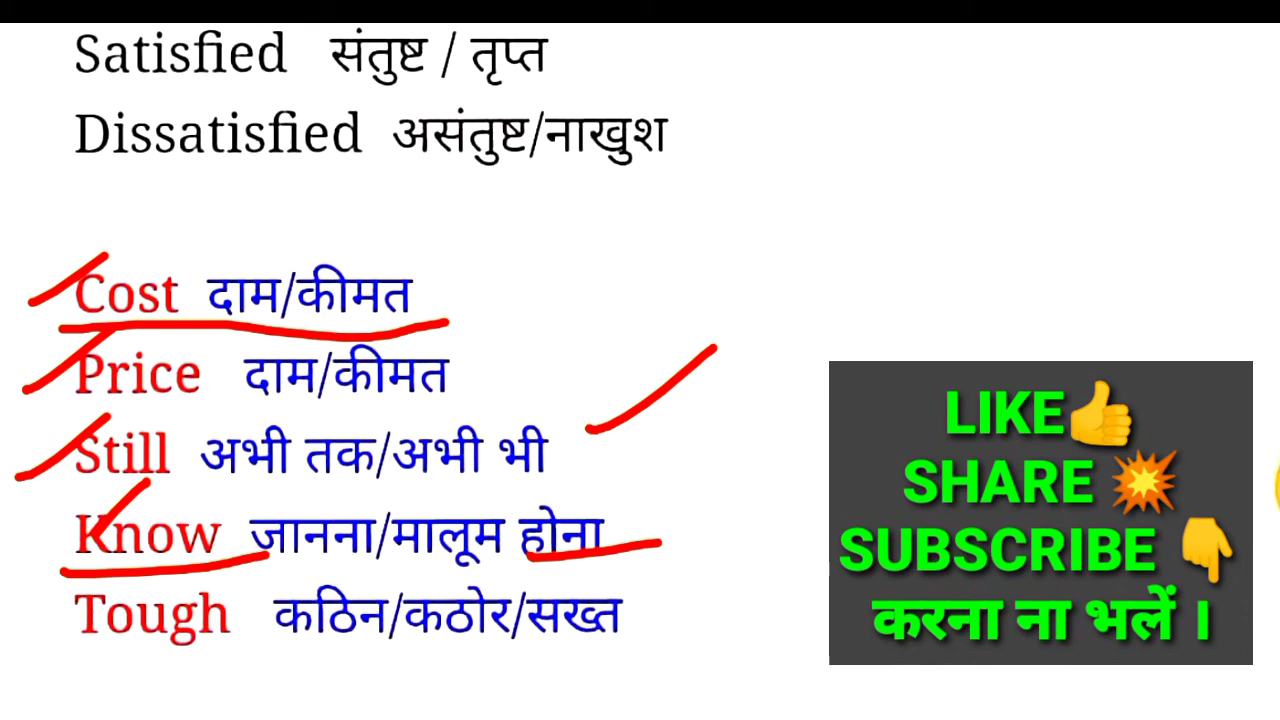 Satisfied संतुष्ट / तृप्त
Dissatisfied असंतुष्ट/नाखुश
Cost दाम/कीमत
Price दाम/कीमत
Still अभी तक/अभी भी
Know जानना/मालूम होना
Tough कठिन/कठोर/सख्त
LIKE👍
SHARE 💥
SUBSCRIBE 👇
करना ना भलें ।